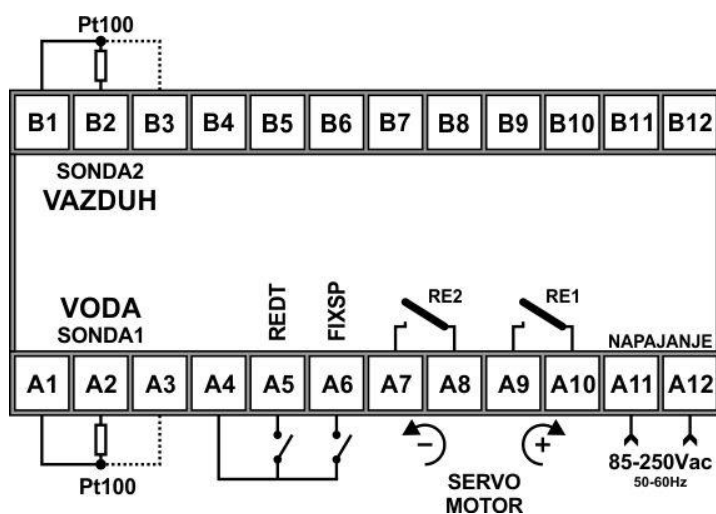 Pt100
B1 B2 B3 B4 B5 B6 B7 B8 B9 B10 B11 B12
SONDA2
VAZDUH
VODA
SONDA1
REDT
FIXSP
RE2
RE1
NAPAJANJE
A1 A2 A3 A4 A5 A6 A7 A8 A9 A10 A11 A12
Pt100
− +
SERVO
MOTOR
85-250Vac
50-60Hz